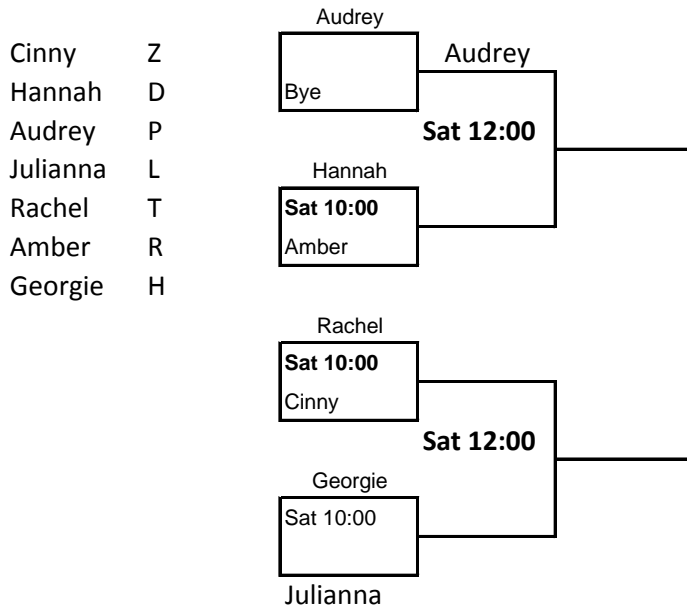 Cinny Z
Hannah D
Audrey P
Julianna L
Rachel T
Amber R
Georgie H
Audrey
Audrey
Bye
Sat 12:00
Hannah
Sat 10:00
Amber
Rachel
Sat 10:00
Cinny
Sat 12:00
Georgie
Sat 10:00
Julianna